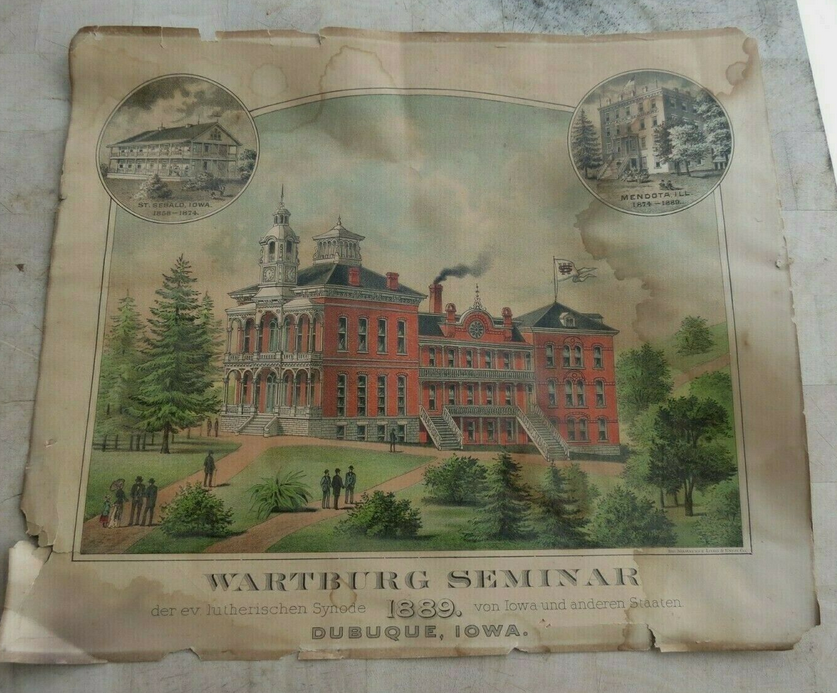 ST. SEBALD, IOWA.
1858–1874.
MENDOTA ILL.
1874–1889.
WARTBURG SEMINAR
der ev. lutherischen Synode 1889. von Iowa und anderen Staaten
DUBUQUE, IOWA.